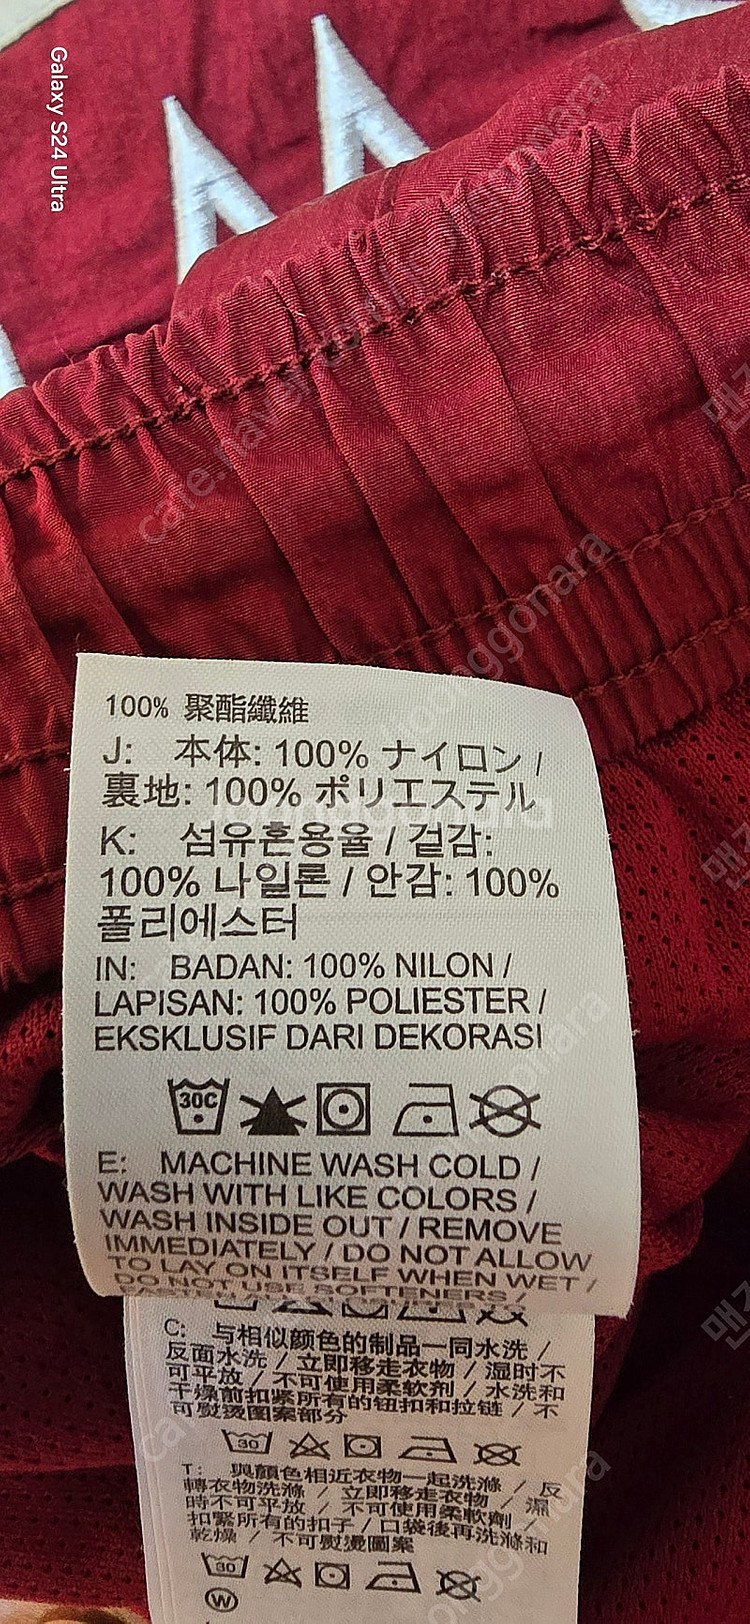 Galaxy S24 Ultra
100% 聚酯纖維
J: 本体: 100% ナイロン /
裏地: 100% ポリエステル
K: 섬유혼용율 / 겉감:
100% 나일론 / 안감: 100%
폴리에스터
IN: BADAN: 100% NILON /
LAPISAN: 100% POLIESTER /
EKSKLUSIF DARI DEKORASI
30C
E: MACHINE WASH COLD /
WASH WITH LIKE COLORS /
WASH INSIDE OUT / REMOVE
IMMEDIATELY / DO NOT ALLOW
TO LAY ON ITSELF WHEN WET /
DO NOT USE SOFTENERS /
C: 与相似颜色的制品一同水洗 /
反面水洗 / 立即移走衣物 / 湿时不
可平放 / 不可使用柔软剂 / 水洗和
干燥前扣紧所有的钮扣和拉链 / 不
可熨烫图案部分
30
T: 與顏色相近衣物一起洗滌 / 反
轉衣物洗滌 / 立即移走衣物 / 濕
時不可平放 / 不可使用柔軟劑 /
扣緊所有的扣子 / 口袋後再洗滌和
乾燥 / 不可熨燙圖案
30
W